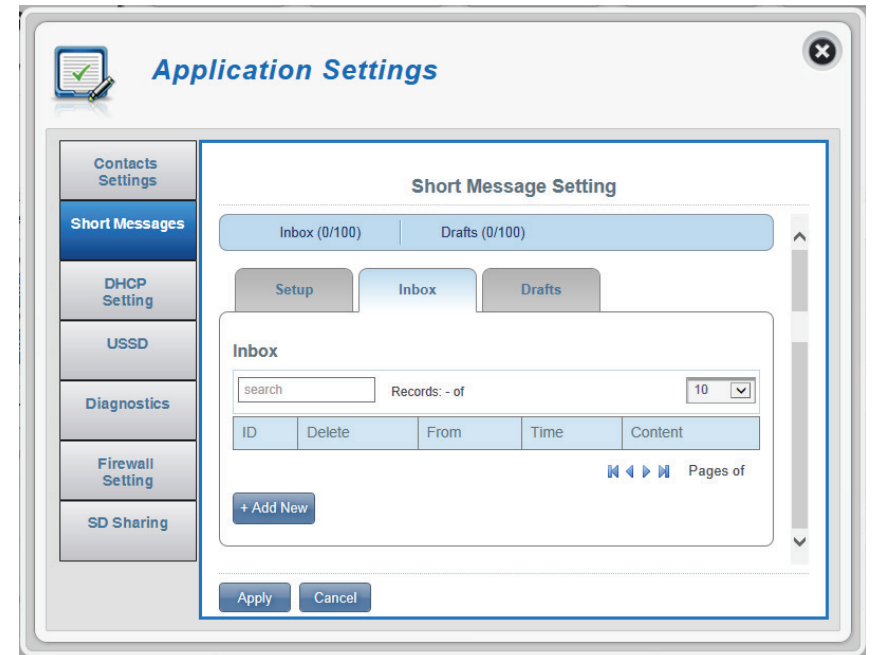 Application Settings
Contacts
Settings
Short Messages
DHCP
Setting
USSD
Diagnostics
Firewall
Setting
SD Sharing
Short Message Setting
Inbox (0/100) Drafts (0/100)
Setup Inbox Drafts
Inbox
search Records: - of 10
ID Delete From Time Content
Pages of
+ Add New
Apply Cancel